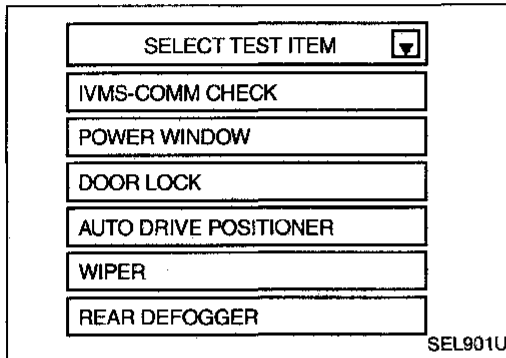 SELECT TEST ITEM
IVMS-COMM CHECK
POWER WINDOW
DOOR LOCK
AUTO DRIVE POSITIONER
WIPER
REAR DEFOGGER
SEL901U